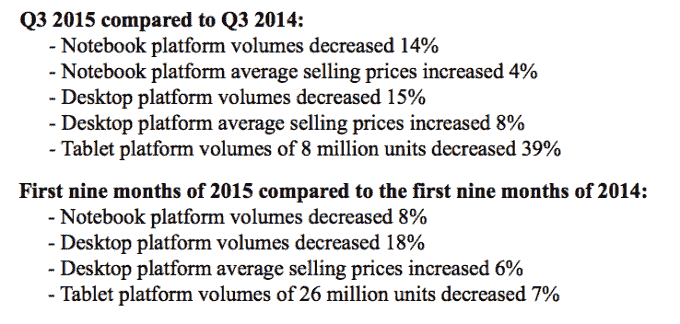 Q3 2015 compared to Q3 2014:
- Notebook platform volumes decreased 14%
- Notebook platform average selling prices increased 4%
- Desktop platform volumes decreased 15%
- Desktop platform average selling prices increased 8%
- Tablet platform volumes of 8 million units decreased 39%
First nine months of 2015 compared to the first nine months of 2014:
- Notebook platform volumes decreased 8%
- Desktop platform volumes decreased 18%
- Desktop platform average selling prices increased 6%
- Tablet platform volumes of 26 million units decreased 7%